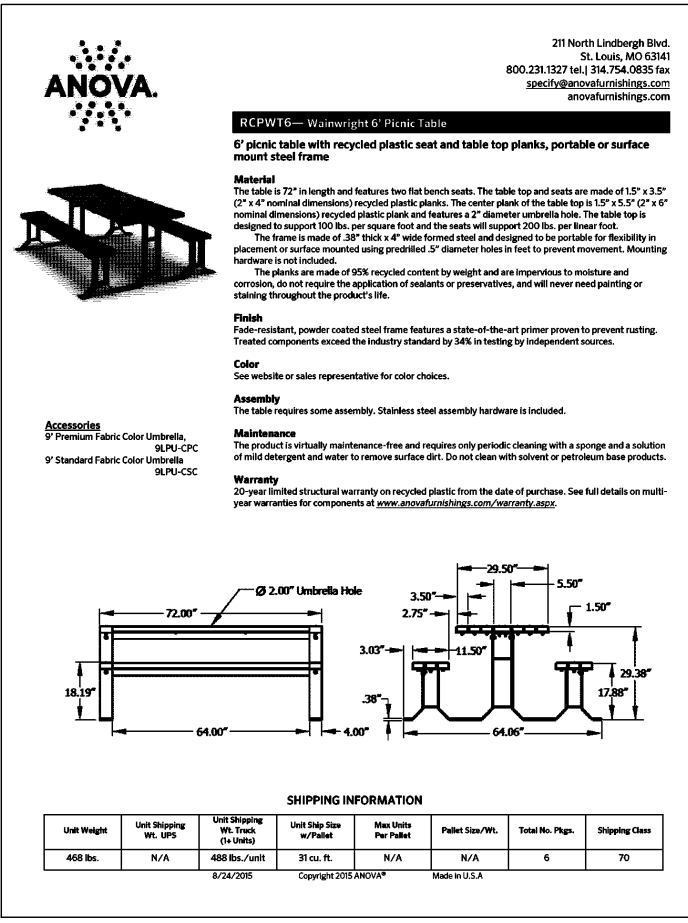 ANOVA.
211 North Lindbergh Blvd.
St. Louis, MO 63141
800.231.1327 tel.| 314.754.0835 fax
specify@anovafurnishings.com
anovafurnishings.com
RCPWT6— Wainwright 6' Picnic Table
6' picnic table with recycled plastic seat and table top planks, portable or surface
mount steel frame
Material
The table is 72" in length and features two flat bench seats. The table top and seats are made of 1.5" x 3.5"
(2" x 4" nominal dimensions) recycled plastic planks. The center plank of the table top is 1.5" x 5.5" (2" x 6"
nominal dimensions) recycled plastic plank and features a 2" diameter umbrella hole. The table top is
designed to support 100 lbs. per square foot and the seats will support 200 lbs. per linear foot.
The frame is made of .38" thick x 4" wide formed steel and designed to be portable for flexibility in
placement or surface mounted using predrilled .5" diameter holes in feet to prevent movement. Mounting
hardware is not included.
The planks are made of 95% recycled content by weight and are impervious to moisture and
corrosion, do not require the application of sealants or preservatives, and will never need painting or
staining throughout the product's life.
Finish
Fade-resistant, powder coated steel frame features a state-of-the-art primer proven to prevent rusting.
Treated components exceed the industry standard by 34% in testing by independent sources.
Color
See website or sales representative for color choices.
Assembly
The table requires some assembly. Stainless steel assembly hardware is included.
Maintenance
The product is virtually maintenance-free and requires only periodic cleaning with a sponge and a solution
of mild detergent and water to remove surface dirt. Do not clean with solvent or petroleum base products.
Warranty
20-year limited structural warranty on recycled plastic from the date of purchase. See full details on multi-
year warranties for components at www.anovafurnishings.com/warranty.aspx.
Accessories
9' Premium Fabric Color Umbrella,
9LPU-CPC
9' Standard Fabric Color Umbrella
9LPU-CSC
Ø 2.00" Umbrella Hole
72.00"
18.19"
64.00"
4.00"
29.50"
5.50"
3.50"
2.75"
1.50"
3.03"
11.50"
29.38"
17.88"
.38"
64.06"
SHIPPING INFORMATION
Unit Weight
Unit Shipping
Wt. UPS
Unit Shipping
Wt. Truck
(1+ Units)
Unit Ship Size
w/Pallet
Max Units
Per Pallet
Pallet Size/Wt.
Total No. Pkgs.
Shipping Class
468 lbs.
N/A
488 lbs./unit
31 cu. ft.
N/A
N/A
6
70
8/24/2015
Copyright 2015 ANOVA®
Made in U.S.A